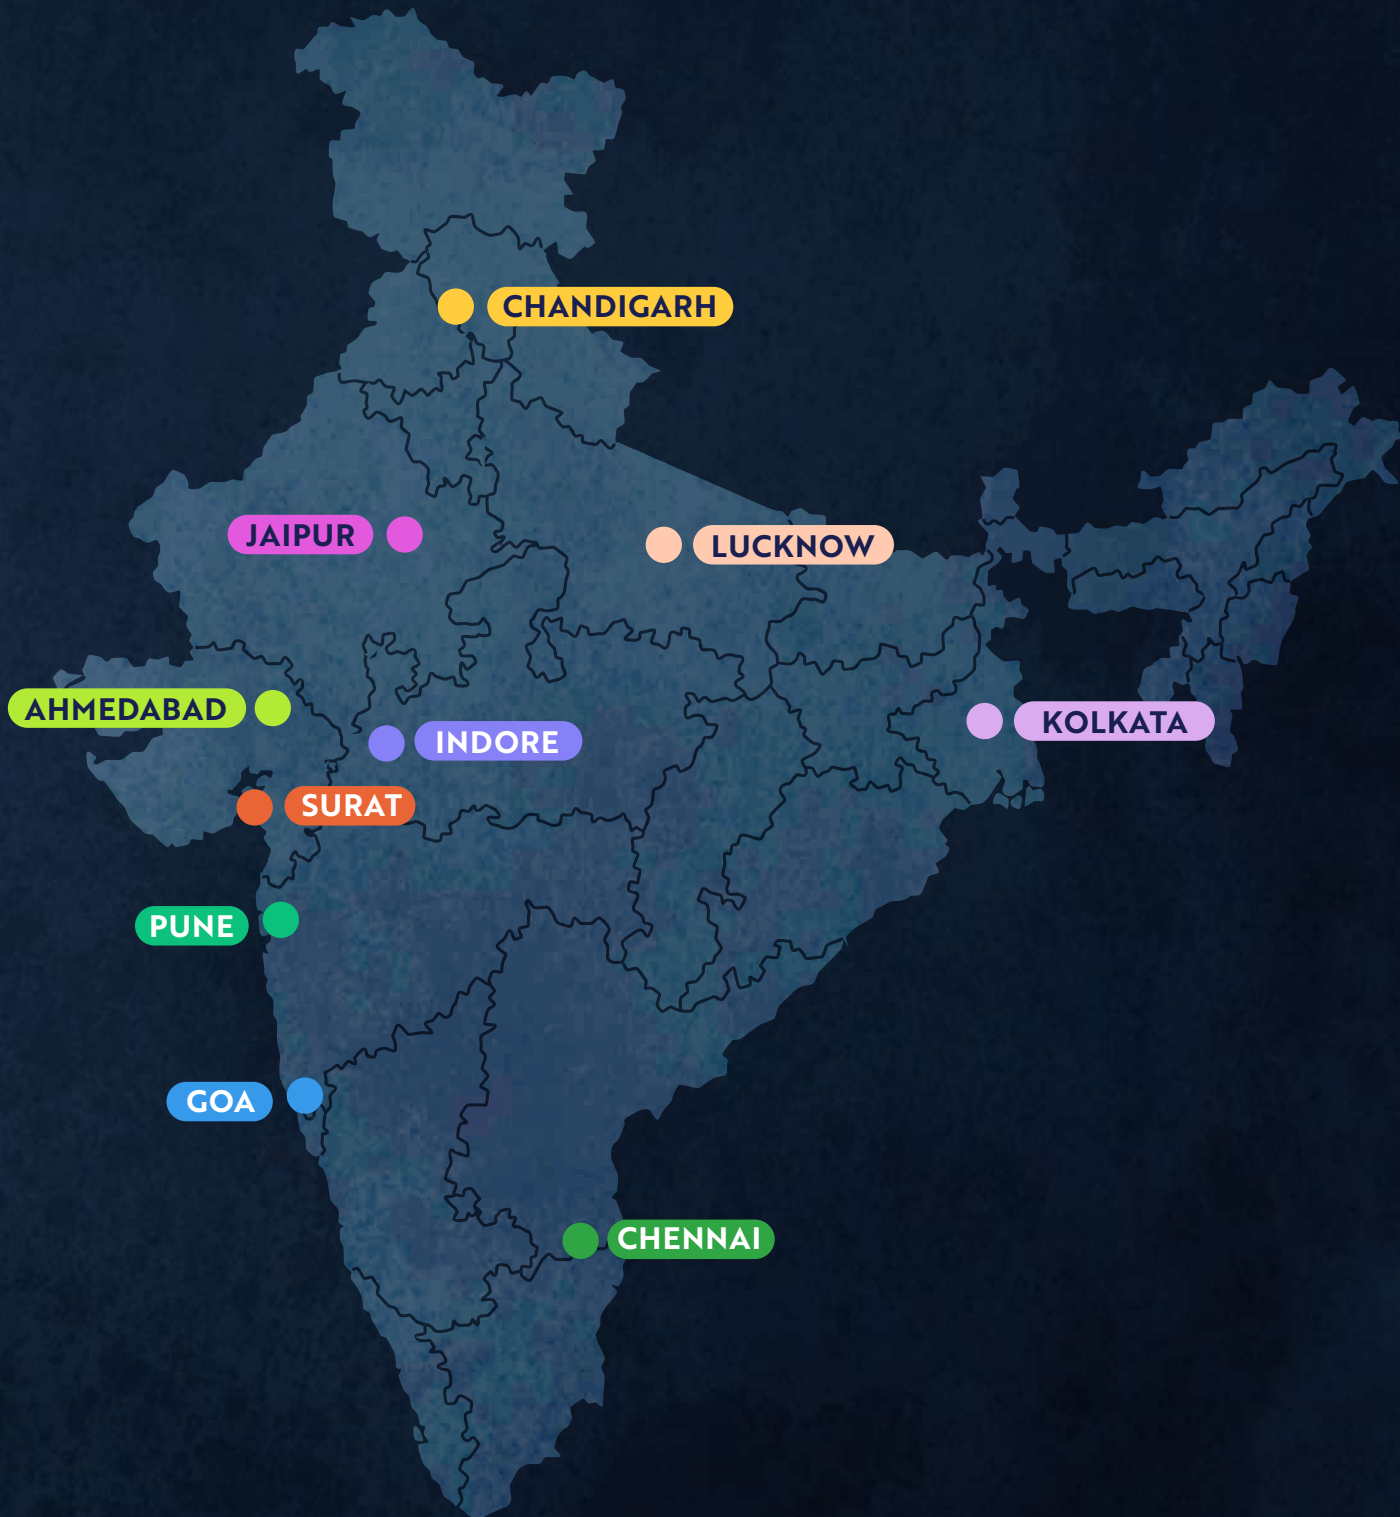 CHANDIGARH
JAIPUR
LUCKNOW
AHMEDABAD
KOLKATA
INDORE
SURAT
PUNE
GOA
CHENNAI